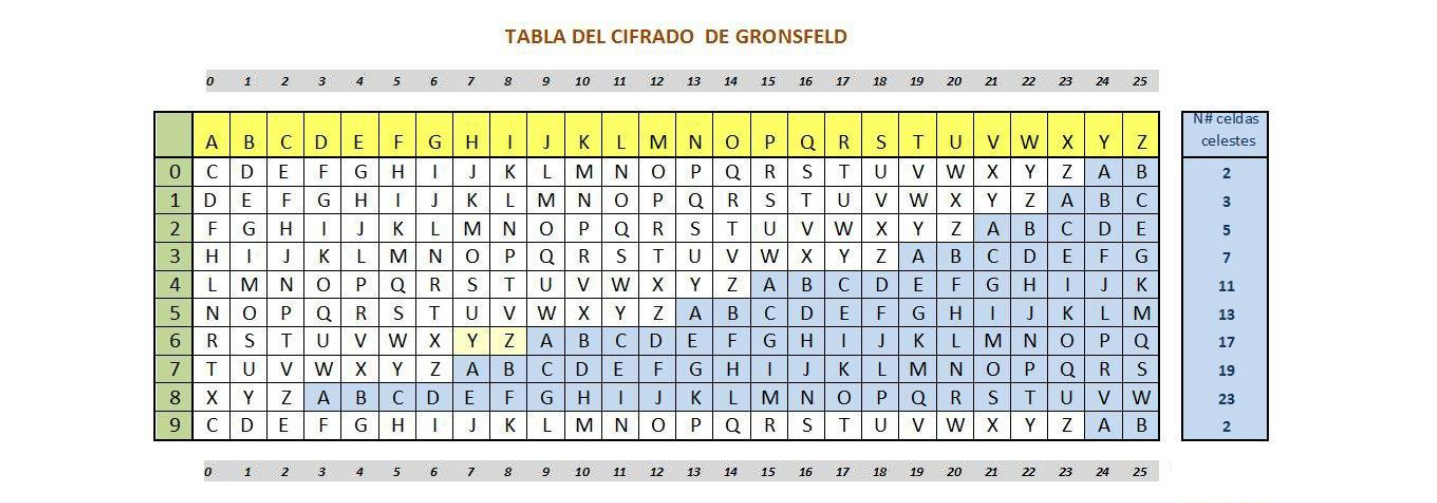 TABLA DEL CIFRADO DE GRONSFELD
0 1 2 3 4 5 6 7 8 9 10 11 12 13 14 15 16 17 18 19 20 21 22 23 24 25
N# celdas
A B C D E F G H I J K L M N O P Q R S T U V W X Y Z celestes
0 C D E F G H I J K L M N O P Q R S T U V W X Y Z A B 2
1 D E F G H I J K L M N O P Q R S T U V W X Y Z A B C 3
2 F G H I J K L M N O P Q R S T U V W X Y Z A B C D E 5
3 H I J K L M N O P Q R S T U V W X Y Z A B C D E F G 7
4 L M N O P Q R S T U V W X Y Z A B C D E F G H I J K 11
5 N O P Q R S T U V W X Y Z A B C D E F G H I J K L M 13
6 R S T U V W X Y Z A B C D E F G H I J K L M N O P Q 17
7 T U V W X Y Z A B C D E F G H I J K L M N O P Q R S 19
8 X Y Z A B C D E F G H I J K L M N O P Q R S T U V W 23
9 C D E F G H I J K L M N O P Q R S T U V W X Y Z A B 2
0 1 2 3 4 5 6 7 8 9 10 11 12 13 14 15 16 17 18 19 20 21 22 23 24 25